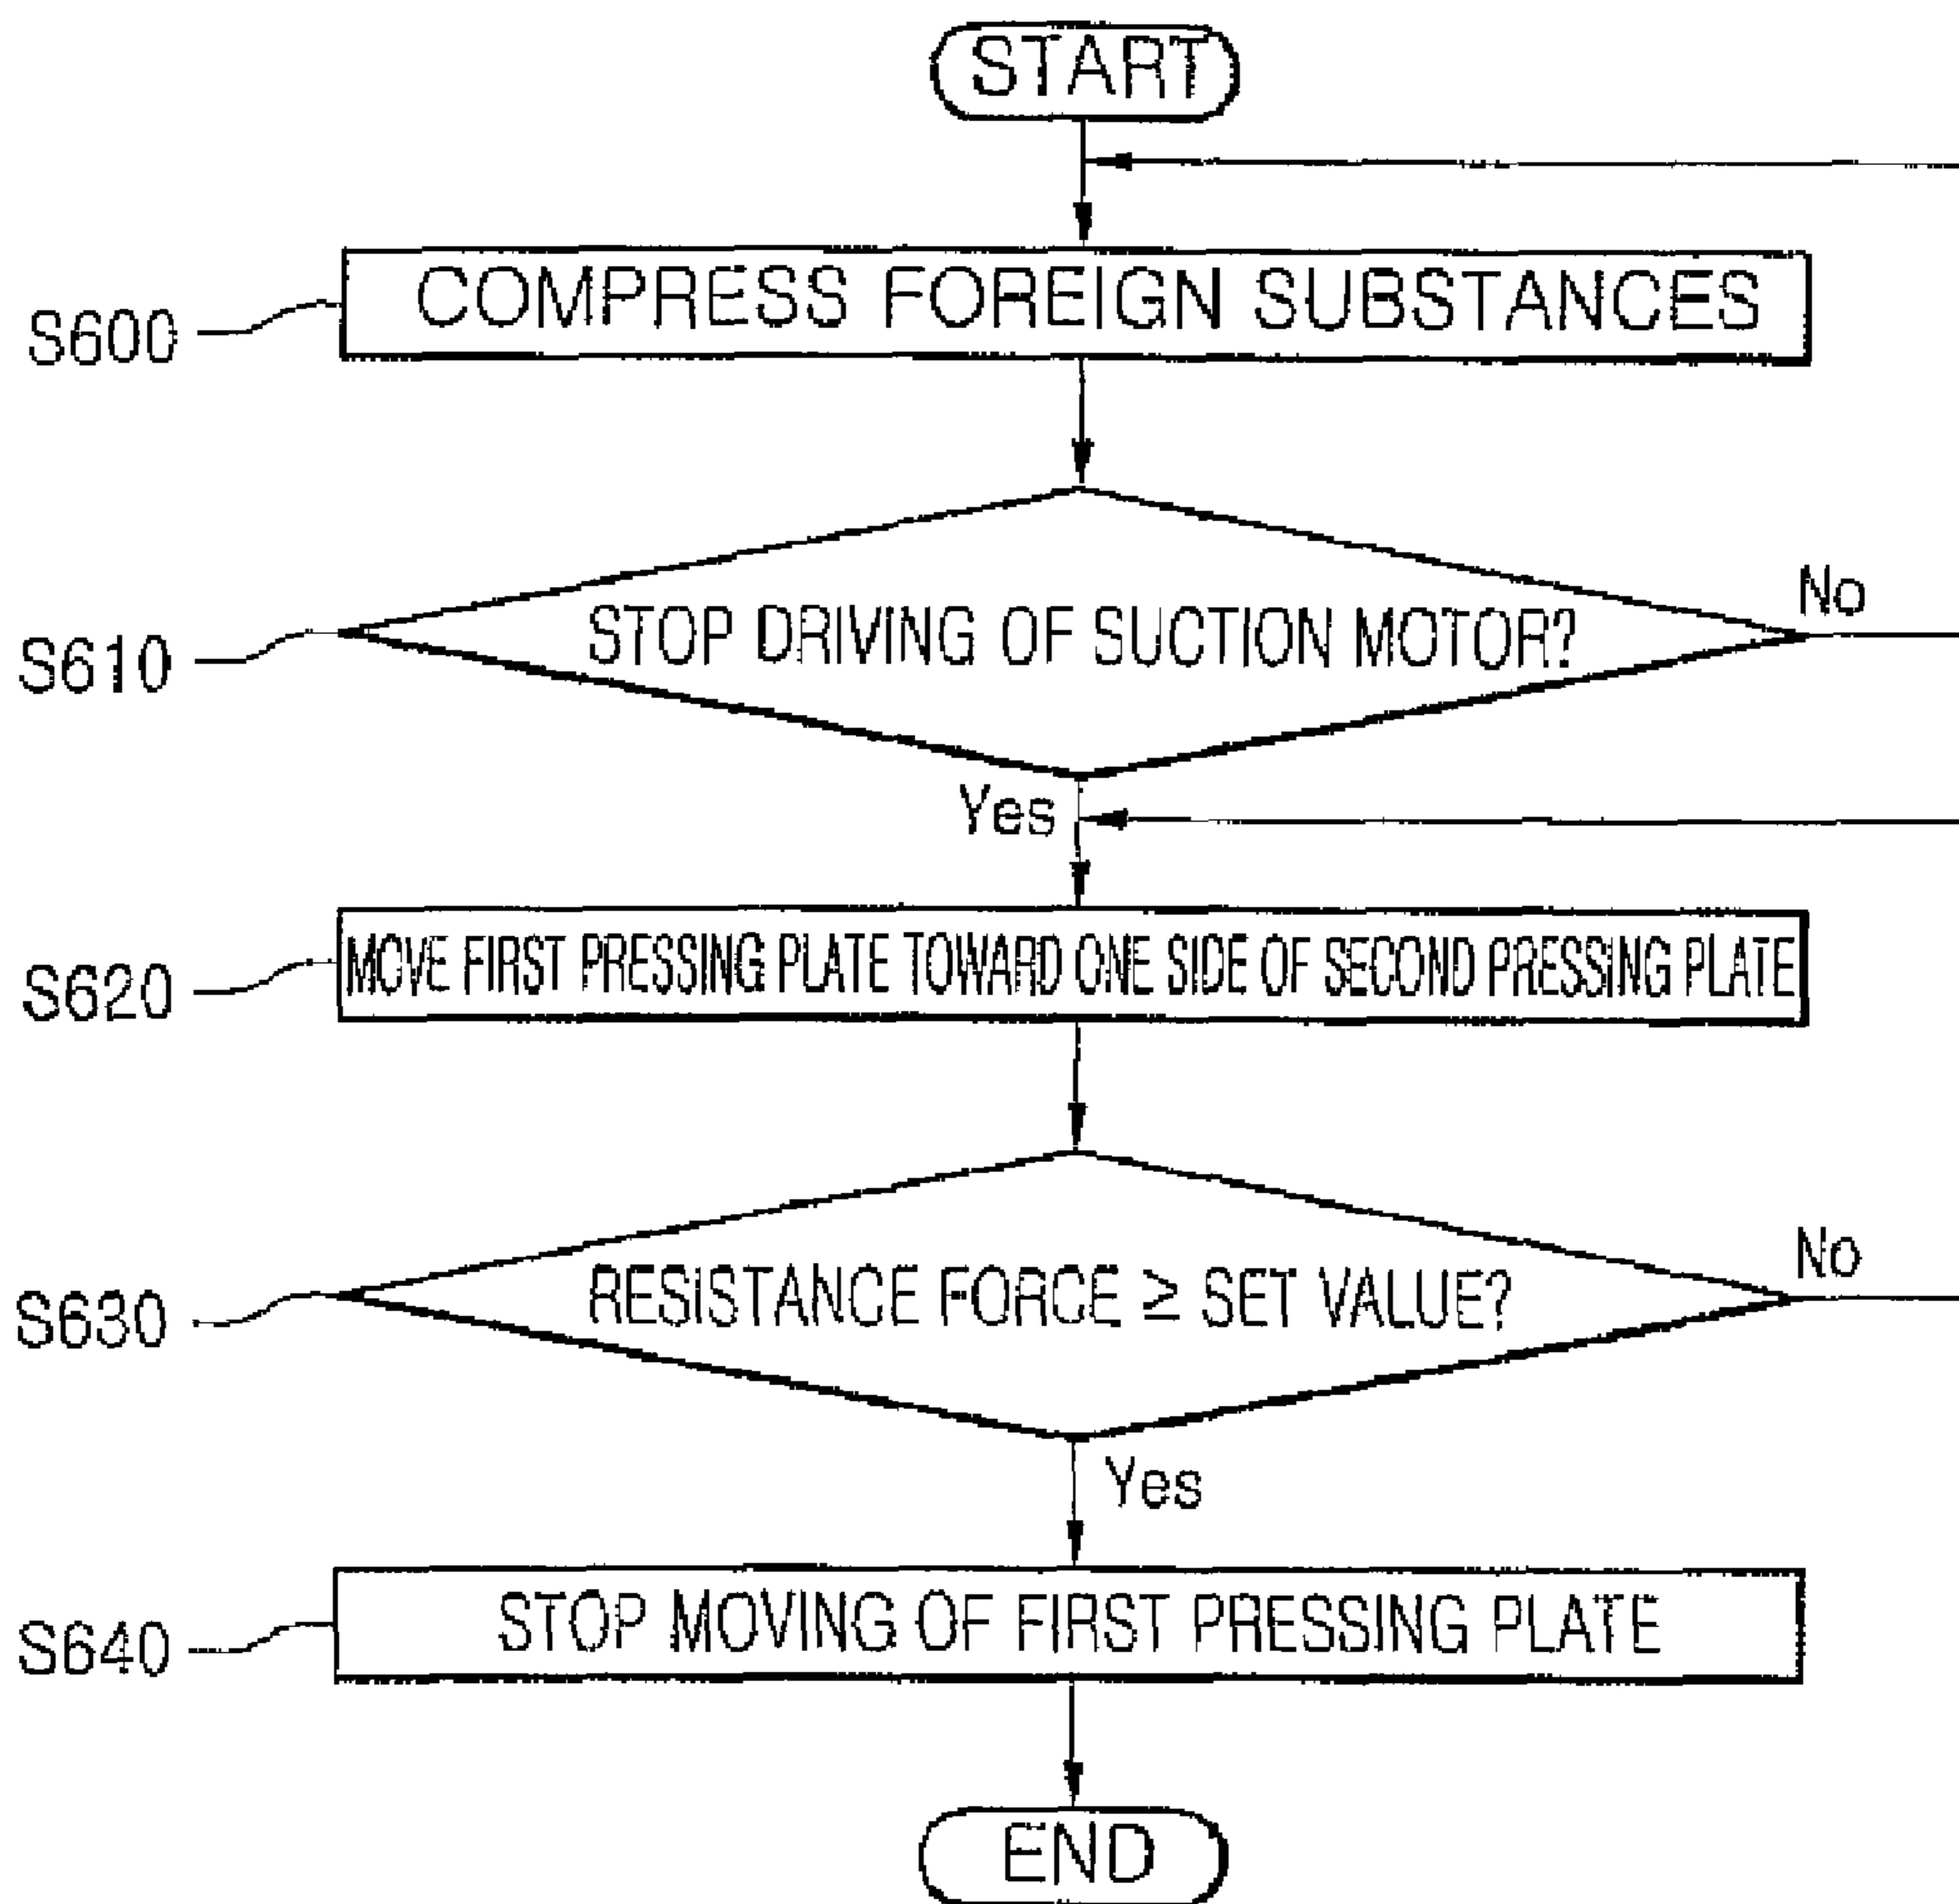 START
COMPRESS FOREIGN SUBSTANCES
S600
STOP DRIVING OF SUCTION MOTOR?
No
S610
Yes
MOVE FIRST PRESSING PLATE TOWARD ONE SIDE OF SECOND PRESSING PLATE
S620
RESISTANCE FORCE ≥ SET VALUE?
No
S630
Yes
STOP MOVING OF FIRST PRESSING PLATE
S640
END